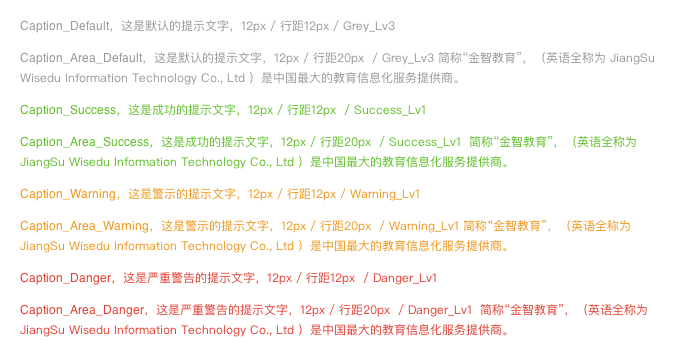 Caption_Default，这是默认的提示文字，12px / 行距12px / Grey_Lv3
Caption_Area_Default，这是默认的提示文字，12px / 行距20px / Grey_Lv3 简称“金智教育”，（英语全称为 JiangSu
Wisedu Information Technology Co., Ltd ）是中国最大的教育信息化服务提供商。
Caption_Success，这是成功的提示文字，12px / 行距12px / Success_Lv1
Caption_Area_Success，这是成功的提示文字，12px / 行距20px / Success_Lv1 简称“金智教育”，（英语全称为
JiangSu Wisedu Information Technology Co., Ltd ）是中国最大的教育信息化服务提供商。
Caption_Warning，这是警示的提示文字，12px / 行距12px / Warning_Lv1
Caption_Area_Warning，这是警示的提示文字，12px / 行距20px / Warning_Lv1 简称“金智教育”，（英语全称为
JiangSu Wisedu Information Technology Co., Ltd ）是中国最大的教育信息化服务提供商。
Caption_Danger，这是严重警告的提示文字，12px / 行距12px / Danger_Lv1
Caption_Area_Danger，这是严重警告的提示文字，12px / 行距20px / Danger_Lv1 简称“金智教育”，（英语全称为
JiangSu Wisedu Information Technology Co., Ltd ）是中国最大的教育信息化服务提供商。